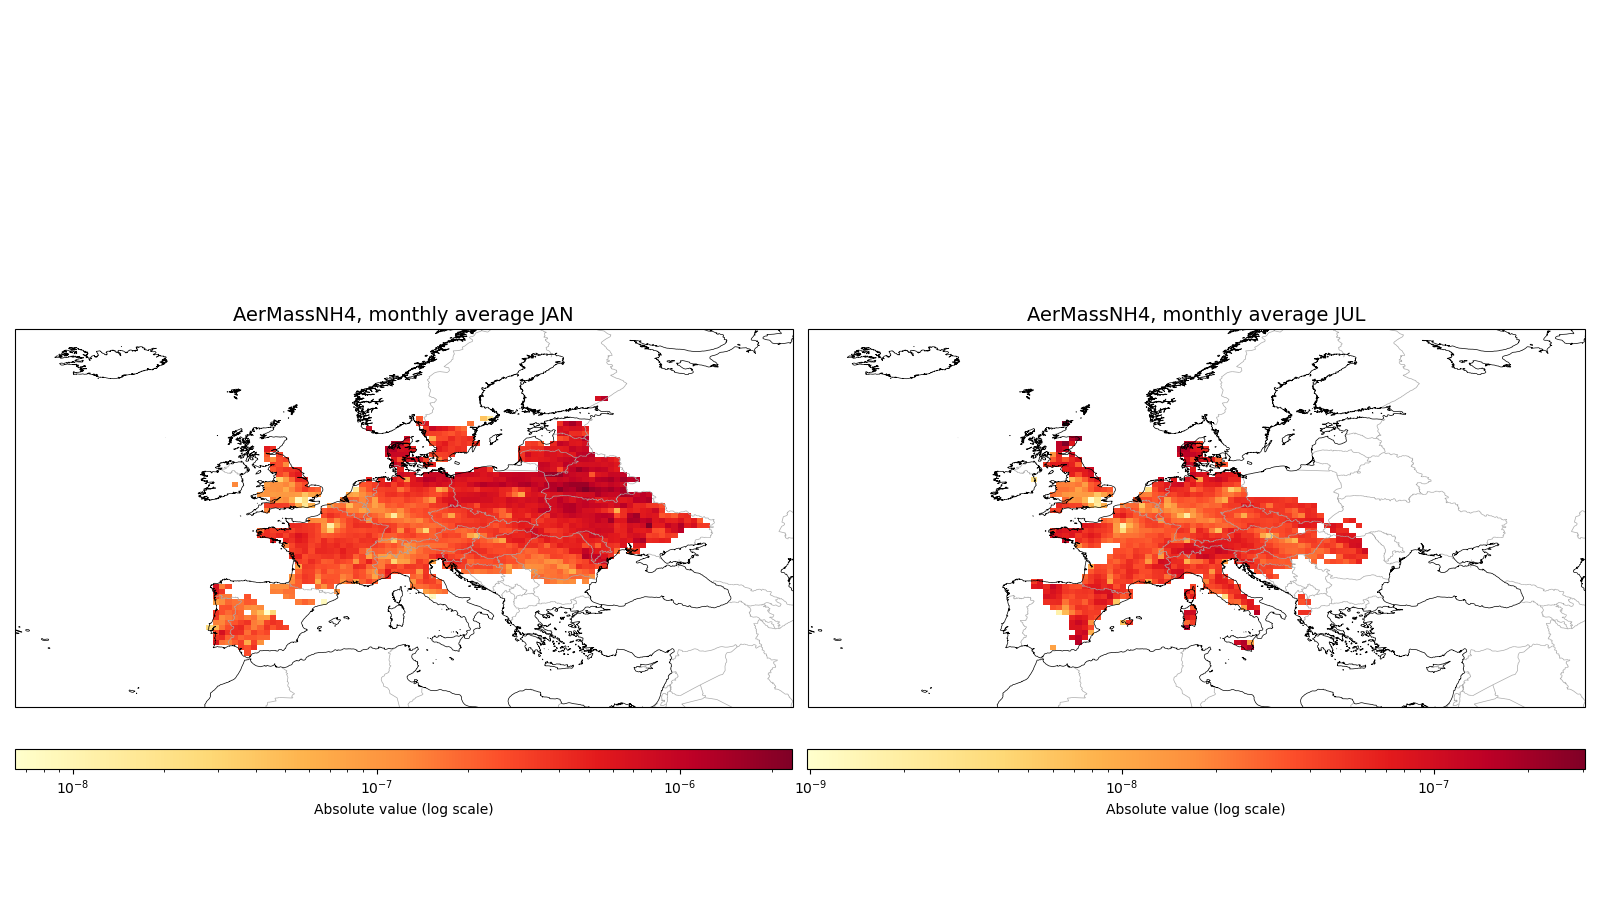 AerMassNH4, monthly average JAN
AerMassNH4, monthly average JUL
10⁻⁸ 10⁻⁷ 10⁻⁶
Absolute value (log scale)
10⁻⁹ 10⁻⁸ 10⁻⁷
Absolute value (log scale)